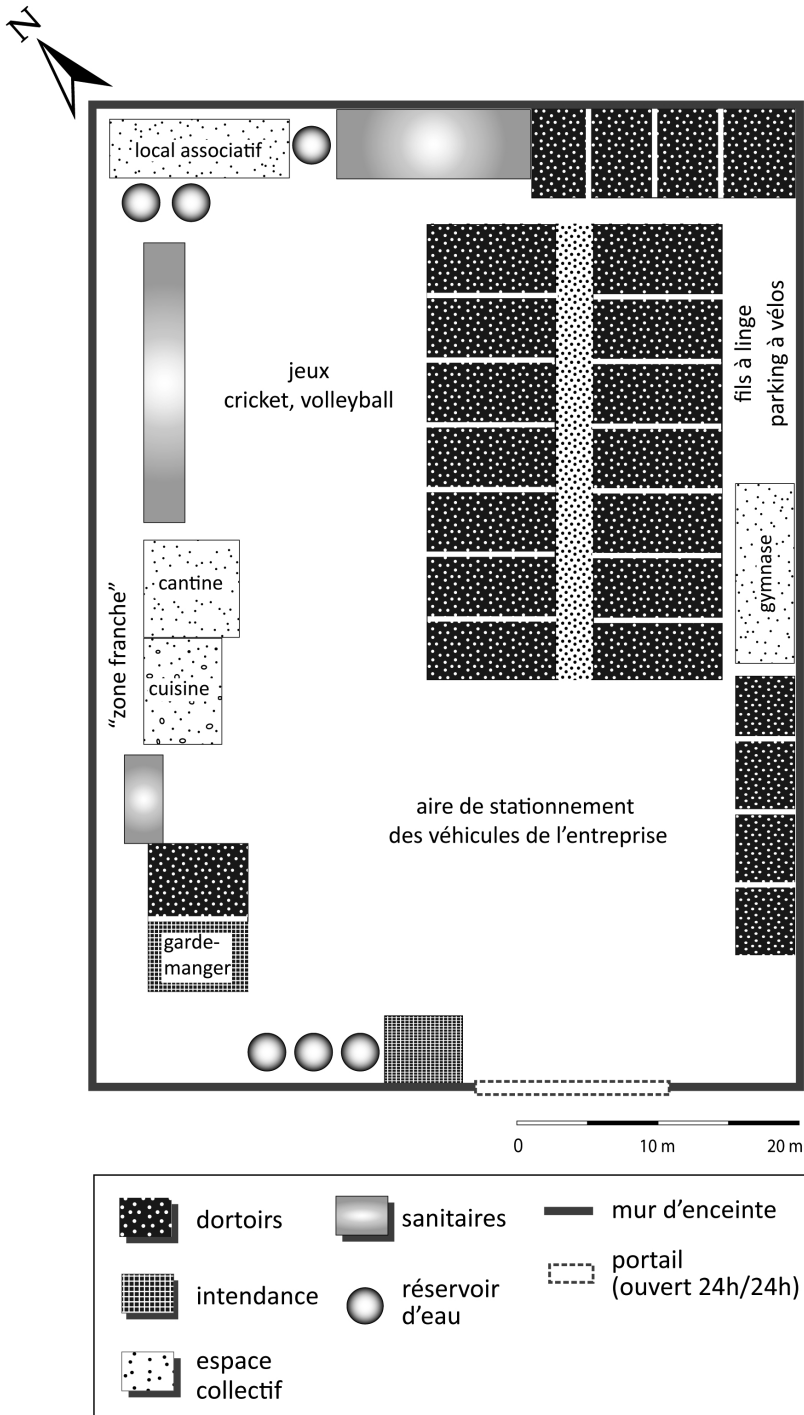 N
local associatif
jeux
cricket, volleyball
fils à linge
parking à vélos
gymnase
cantine
cuisine
“zone franche”
aire de stationnement
des véhicules de l’entreprise
garde-
manger
0 10 m 20 m
dortoirs
sanitaires
mur d’enceinte
intendance
réservoir
d’eau
portail
(ouvert 24h/24h)
espace
collectif